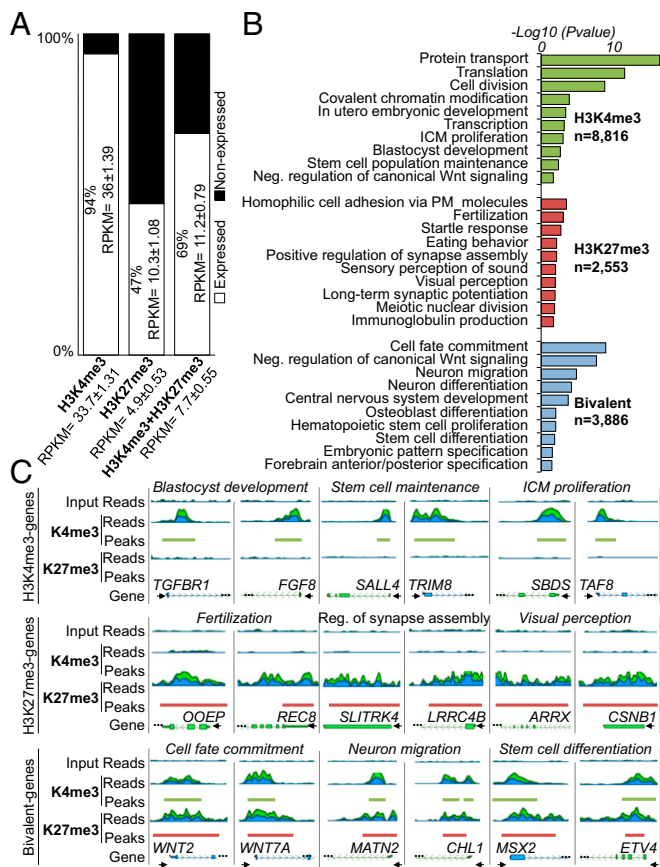 A
100%
0%
94%
RPKM= 36±1.39
47%
RPKM= 10.3±1.08
69%
RPKM= 11.2±0.79
Expressed
Non-expressed
H3K4me3
RPKM= 33.7±1.31
H3K27me3
RPKM= 4.9±0.53
H3K4me3+H3K27me3
RPKM= 7.7±0.55
B
-Log10 (Pvalue)
0 10
Protein transport
Translation
Cell division
Covalent chromatin modification
In utero embryonic development
Transcription
ICM proliferation
Blastocyst development
Stem cell population maintenance
Neg. regulation of canonical Wnt signaling
H3K4me3
n=8,816
Homophilic cell adhesion via PM molecules
Fertilization
Startle response
Eating behavior
Positive regulation of synapse assembly
Sensory perception of sound
Visual perception
Long-term synaptic potentiation
Meiotic nuclear division
Immunoglobulin production
H3K27me3
n=2,553
Cell fate commitment
Neg. regulation of canonical Wnt signaling
Neuron migration
Neuron differentiation
Central nervous system development
Osteoblast differentiation
Hematopoietic stem cell proliferation
Stem cell differentiation
Embryonic pattern specification
Forebrain anterior/posterior specification
Bivalent
n=3,886
C
H3K4me3-genes
Blastocyst development Stem cell maintenance ICM proliferation
Input Reads
K4me3 Reads
Peaks
K27me3 Reads
Peaks
Gene
TGFBR1 FGF8 SALL4 TRIM8 SBDS TAF8
H3K27me3-genes
Fertilization Reg. of synapse assembly Visual perception
Input Reads
K4me3 Reads
Peaks
K27me3 Reads
Peaks
Gene
OOEP REC8 SLITRK4 LRRC4B ARRX CSNB1
Bivalent-genes
Cell fate commitment Neuron migration Stem cell differentiation
Input Reads
K4me3 Reads
Peaks
K27me3 Reads
Peaks
Gene
WNT2 WNT7A MATN2 CHL1 MSX2 ETV4